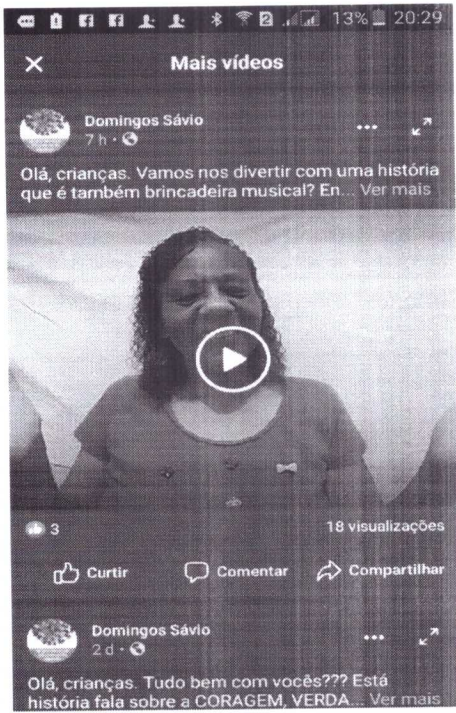 2 13% 20:29
Mais vídeos
Domingos Sávio
7 h
Olá, crianças. Vamos nos divertir com uma história
que é também brincadeira musical? En... Ver mais
3
18 visualizações
Curtir
Comentar
Compartilhar
Domingos Sávio
2 d
Olá, crianças. Tudo bem com vocês??? Está
história fala sobre a CORAGEM, VERDA... Ver mais